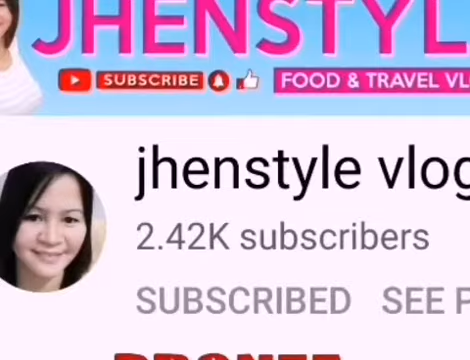 JHENSTYL
SUBSCRIBE FOOD & TRAVEL VL
jhenstyle vlog
2.42K subscribers
SUBSCRIBED SEE P